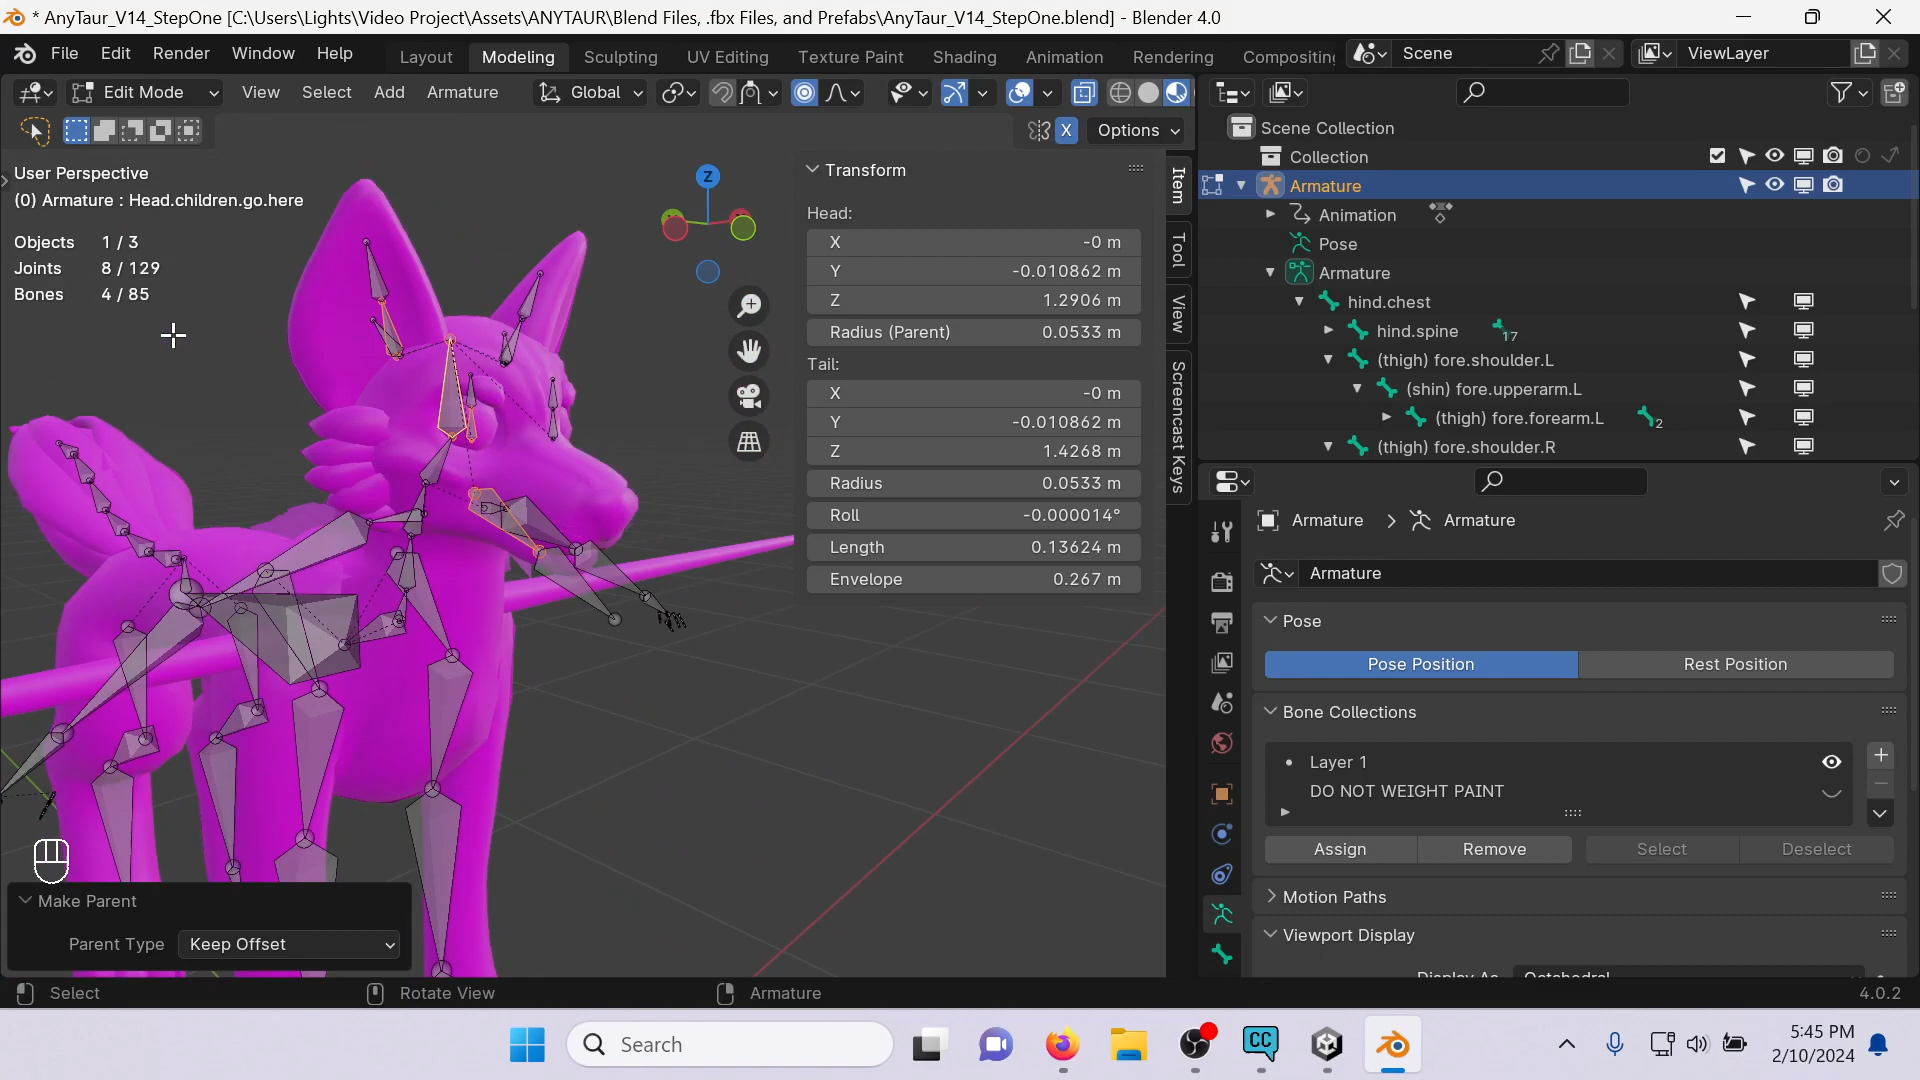 * AnyTaur_V14_StepOne [C:\Users\Lights\Video Project\Assets\ANYTAUR\Blend Files, .fbx Files, and Prefabs\AnyTaur_V14_StepOne.blend] - Blender 4.0
File Edit Render Window Help Layout Modeling Sculpting UV Editing Texture Paint Shading Animation Rendering Compositing Scene ViewLayer
Edit Mode View Select Add Armature Global
X Options
User Perspective
(0) Armature : Head.children.go.here
Objects 1 / 3
Joints 8 / 129
Bones 4 / 85
Z
Transform
Head:
X -0 m
Y -0.010862 m
Z 1.2906 m
Radius (Parent) 0.0533 m
Tail:
X -0 m
Y -0.010862 m
Z 1.4268 m
Radius 0.0533 m
Roll -0.000014°
Length 0.13624 m
Envelope 0.267 m
Item
Tool
View
Screencast Keys
Make Parent
Parent Type Keep Offset
Scene Collection
Collection
Armature
Animation
Pose
Armature
hind.chest
hind.spine 17
(thigh) fore.shoulder.L
(shin) fore.upperarm.L
(thigh) fore.forearm.L 2
(thigh) fore.shoulder.R
Armature > Armature
Armature
Pose
Pose Position Rest Position
Bone Collections
Layer 1
DO NOT WEIGHT PAINT
Assign Remove Select Deselect
Motion Paths
Viewport Display
Display As Octahedral
Select Rotate View Armature 4.0.2
Search
CC
5:45 PM
2/10/2024